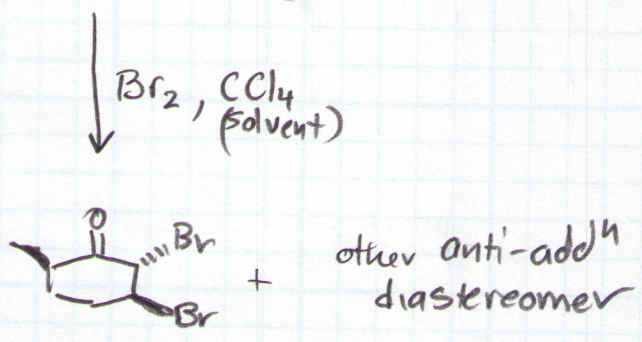 Br2, CCl4
(solvent)
O
Br
Br
+
other anti-addn
diastereomer